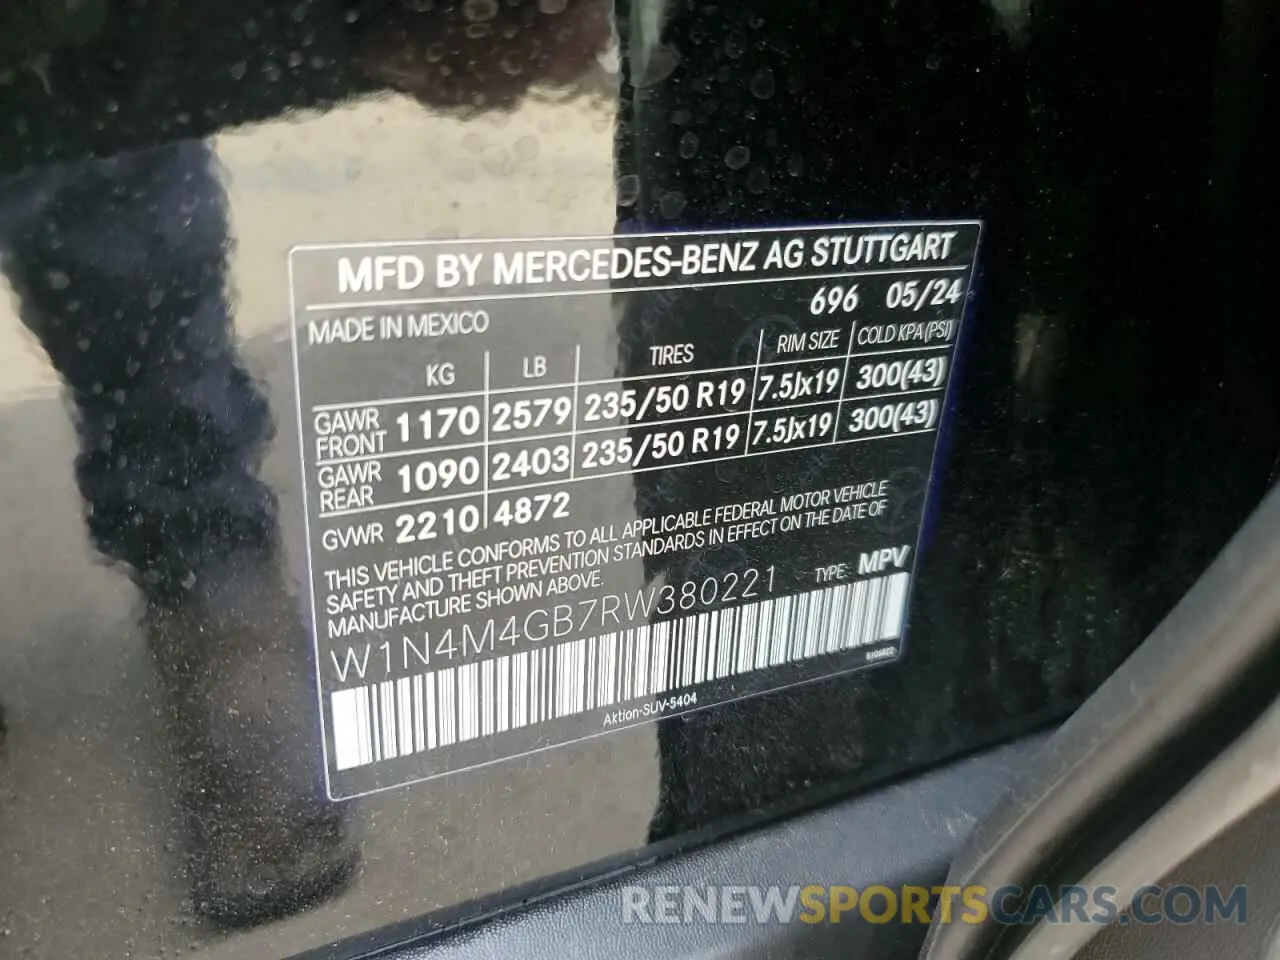 MFD BY MERCEDES-BENZ AG STUTTGART
696 05/24
MADE IN MEXICO
KG LB TIRES RIM SIZE COLD KPA (PSI)
GAWR FRONT 1170 2579 235/50 R19 7.5Jx19 300(43)
GAWR REAR 1090 2403 235/50 R19 7.5Jx19 300(43)
GVWR 2210 4872
THIS VEHICLE CONFORMS TO ALL APPLICABLE FEDERAL MOTOR VEHICLE
SAFETY AND THEFT PREVENTION STANDARDS IN EFFECT ON THE DATE OF
MANUFACTURE SHOWN ABOVE.
W1N4M4GB7RW380221 TYPE: MPV
Aktion-SUV-5404
RENEWSPORTSCARS.COM